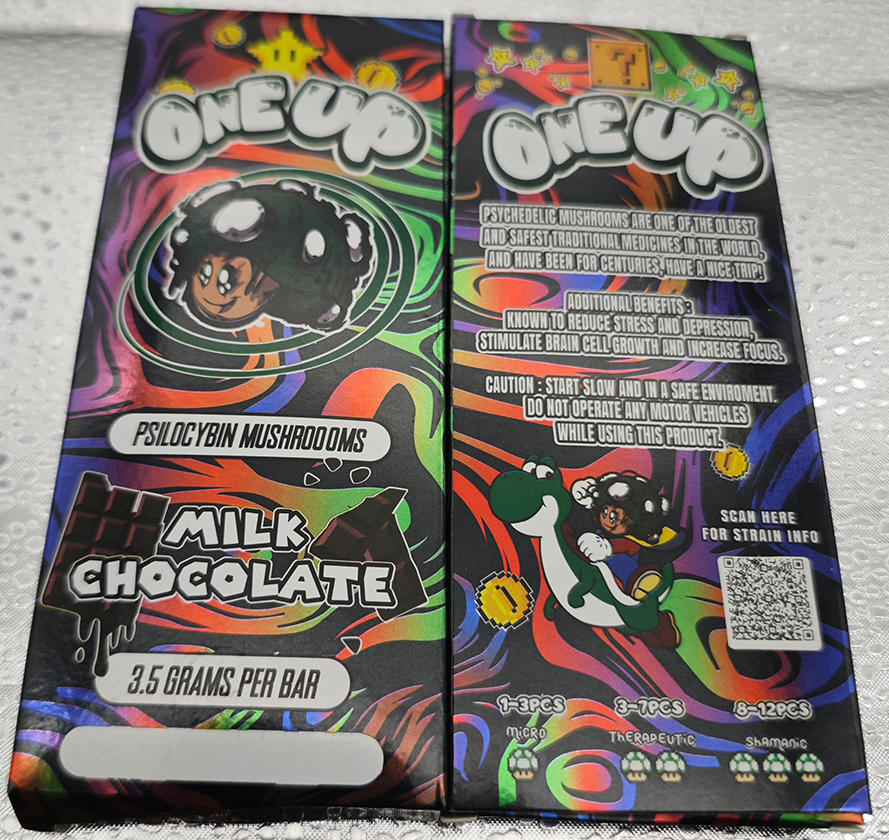 ONE UP
PSILOCYBIN MUSHROOOMS
MILK
CHOCOLATE
3.5 GRAMS PER BAR
?
ONE UP
PSYCHEDELIC MUSHROOMS ARE ONE OF THE OLDEST
AND SAFEST TRADITIONAL MEDICINES IN THE WORLD,
AND HAVE BEEN FOR CENTURIES, HAVE A NICE TRIP!
ADDITIONAL BENEFITS :
KNOWN TO REDUCE STRESS AND DEPRESSION,
STIMULATE BRAIN CELL GROWTH AND INCREASE FOCUS.
CAUTION : START SLOW AND IN A SAFE ENVIROMENT.
DO NOT OPERATE ANY MOTOR VEHICLES
WHILE USING THIS PRODUCT.
SCAN HERE
FOR STRAIN INFO
1-3PCS 3-7PCS 8-12PCS
MICRO THERAPEUTIC SHAMANIC